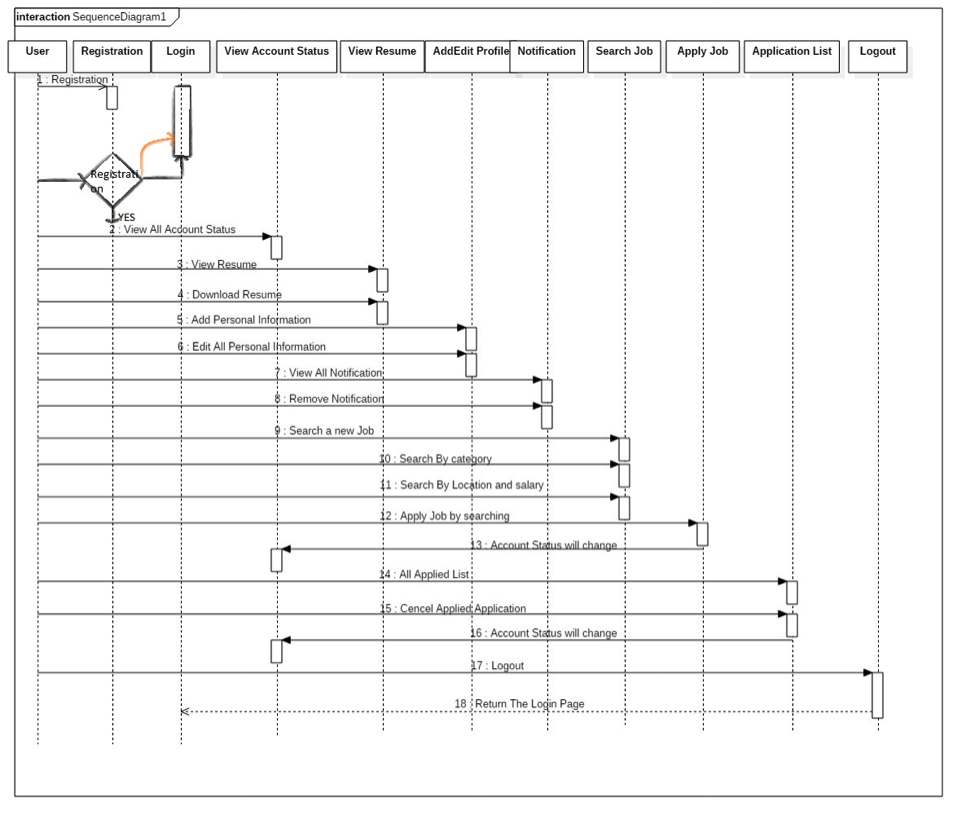 interaction SequenceDiagram1
User
Registration
Login
View Account Status
View Resume
AddEdit Profile
Notification
Search Job
Apply Job
Application List
Logout
1 : Registration
Registrati
on
YES
2 : View All Account Status
3 : View Resume
4 : Download Resume
5 : Add Personal Information
6 : Edit All Personal Information
7 : View All Notification
8 : Remove Notification
9 : Search a new Job
10 : Search By category
11 : Search By Location and salary
12 : Apply Job by searching
13 : Account Status will change
14 : All Applied List
15 : Cencel Applied Application
16 : Account Status will change
17 : Logout
18 : Return The Login Page